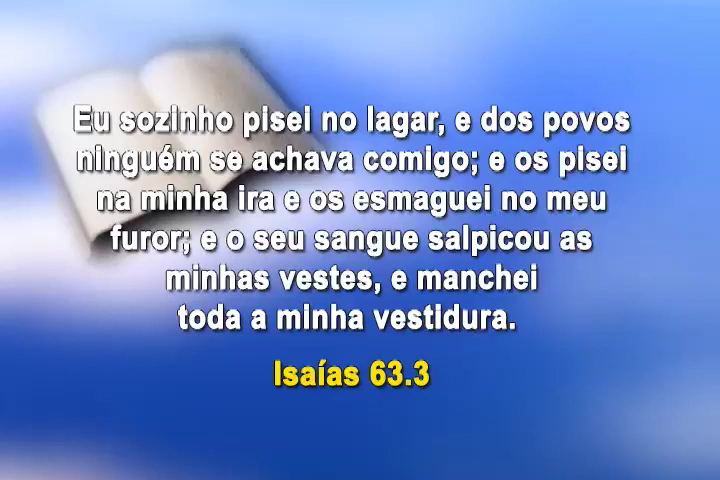 Eu sozinho pisei no lagar, e dos povos
ninguém se achava comigo; e os pisei
na minha ira e os esmaguei no meu
furor; e o seu sangue salpicou as
minhas vestes, e manchei
toda a minha vestidura.
Isaías 63.3